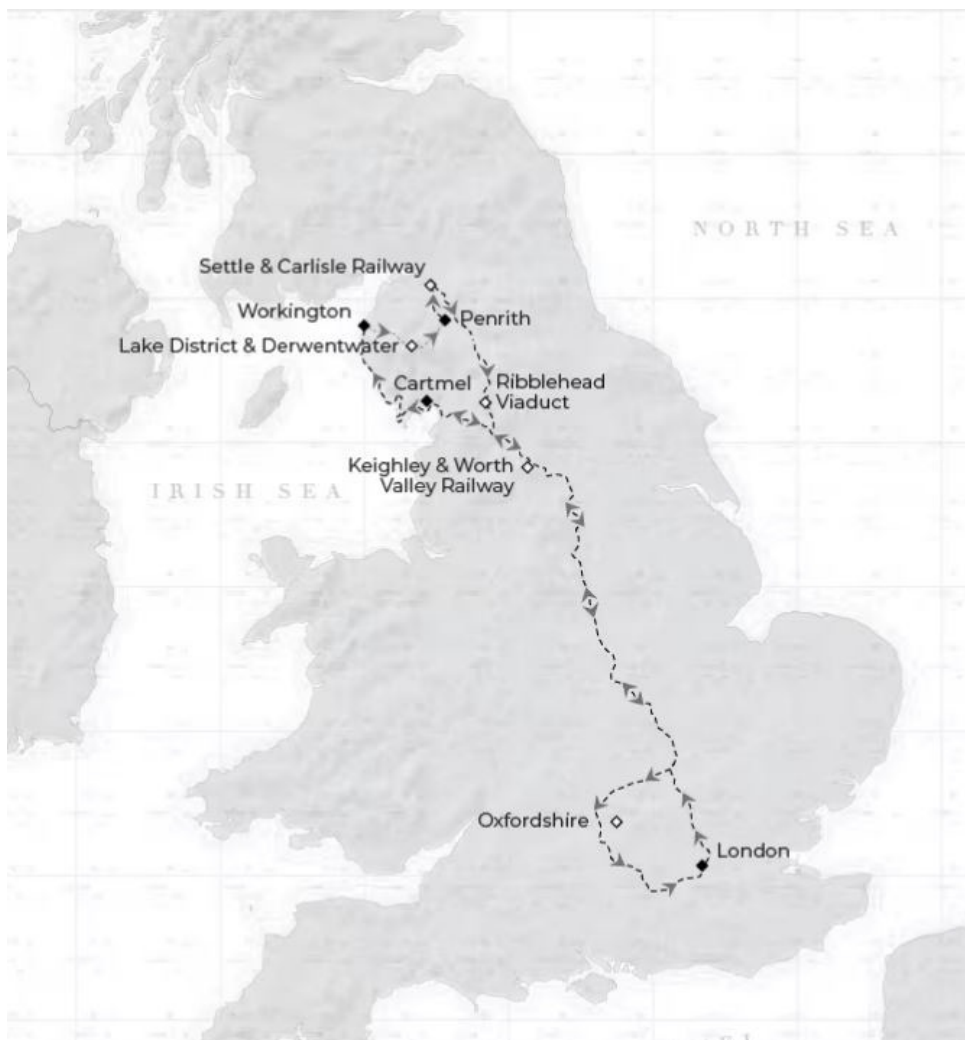 NORTH SEA
Settle & Carlisle Railway
Workington
Penrith
Lake District & Derwentwater
Cartmel
Ribblehead
Viaduct
Keighley & Worth
Valley Railway
IRISH SEA
Oxfordshire
London